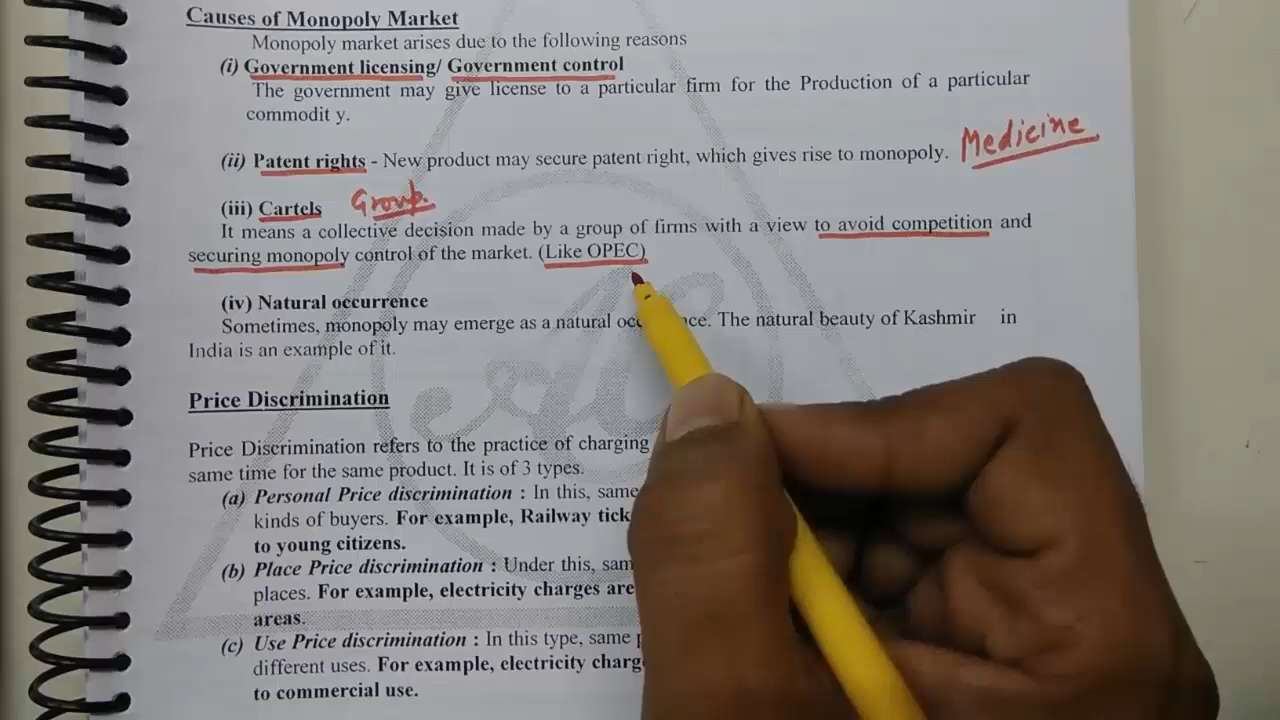 Causes of Monopoly Market
Monopoly market arises due to the following reasons
(i) Government licensing/ Government control
The government may give license to a particular firm for the Production of a particular
commodit y.
(ii) Patent rights - New product may secure patent right, which gives rise to monopoly. Medicine
(iii) Cartels Group.
It means a collective decision made by a group of firms with a view to avoid competition and
securing monopoly control of the market. (Like OPEC)
(iv) Natural occurrence
Sometimes, monopoly may emerge as a natural The natural beauty of Kashmir in
India is an example of it.
Price Discrimination
Price Discrimination refers to the practice of charging
same time for the same product. It is of 3 types.
(a) Personal Price discrimination : In this, same
kinds of buyers. For example, Railway
to young citizens.
(b) Place Price discrimination : Under this,
places. For example, electricity charges are
areas.
(c) Use Price discrimination : In this type, same
different uses. For example, electricity
to commercial use.